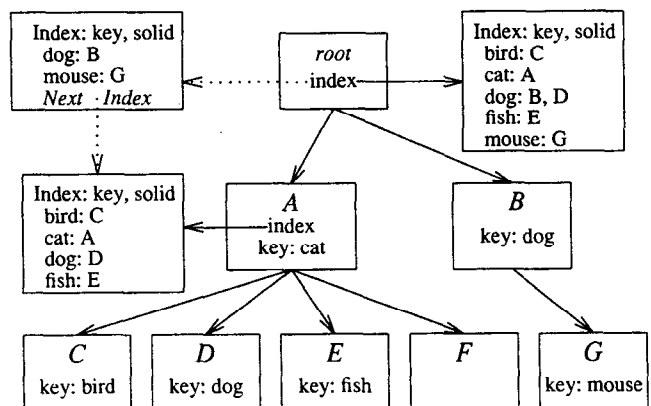 Index: key, solid
dog: B
mouse: G
Next Index
root
index
Index: key, solid
bird: C
cat: A
dog: B, D
fish: E
mouse: G
Index: key, solid
bird: C
cat: A
dog: D
fish: E
A
index
key: cat
B
key: dog
C
key: bird
D
key: dog
E
key: fish
F
G
key: mouse